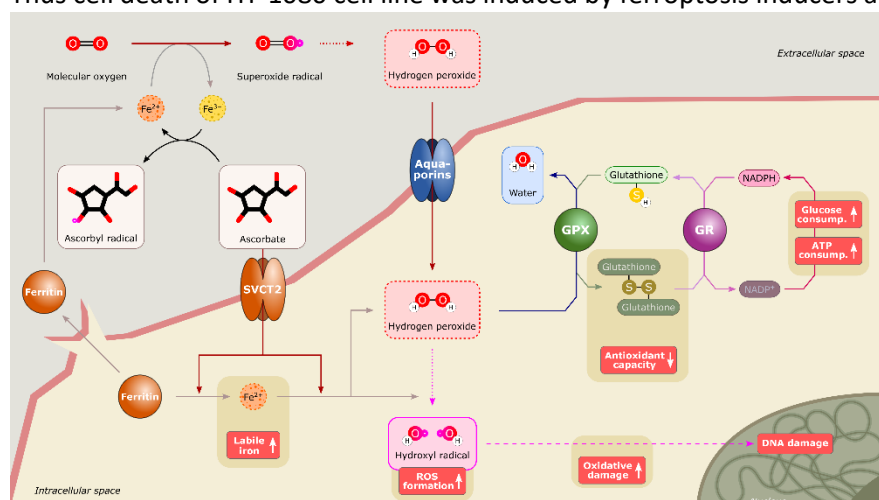 Thus cell death of HT-1080 cell line was induced by ferroptosis inducers a
Extracellular space
Molecular oxygen
Superoxide radical
H
O
O
H
Hydrogen peroxide
Fe2+
Fe3+
Ascorbyl radical
Ascorbate
Aqua-
porins
H
O
H
Water
Glutathione
S
H
NADPH
GPX
GR
Glucose
consump. ↑
ATP
consump. ↑
Glutathione
S S
Glutathione
NADP+
Antioxidant
capacity ↓
Ferritin
SVCT2
H
O
O
H
Hydrogen peroxide
Ferritin
Fe2+
Labile
iron ↑
H
O
O
H
Hydroxyl radical
ROS
formation ↑
Oxidative
damage ↑
DNA damage
Intracellular space